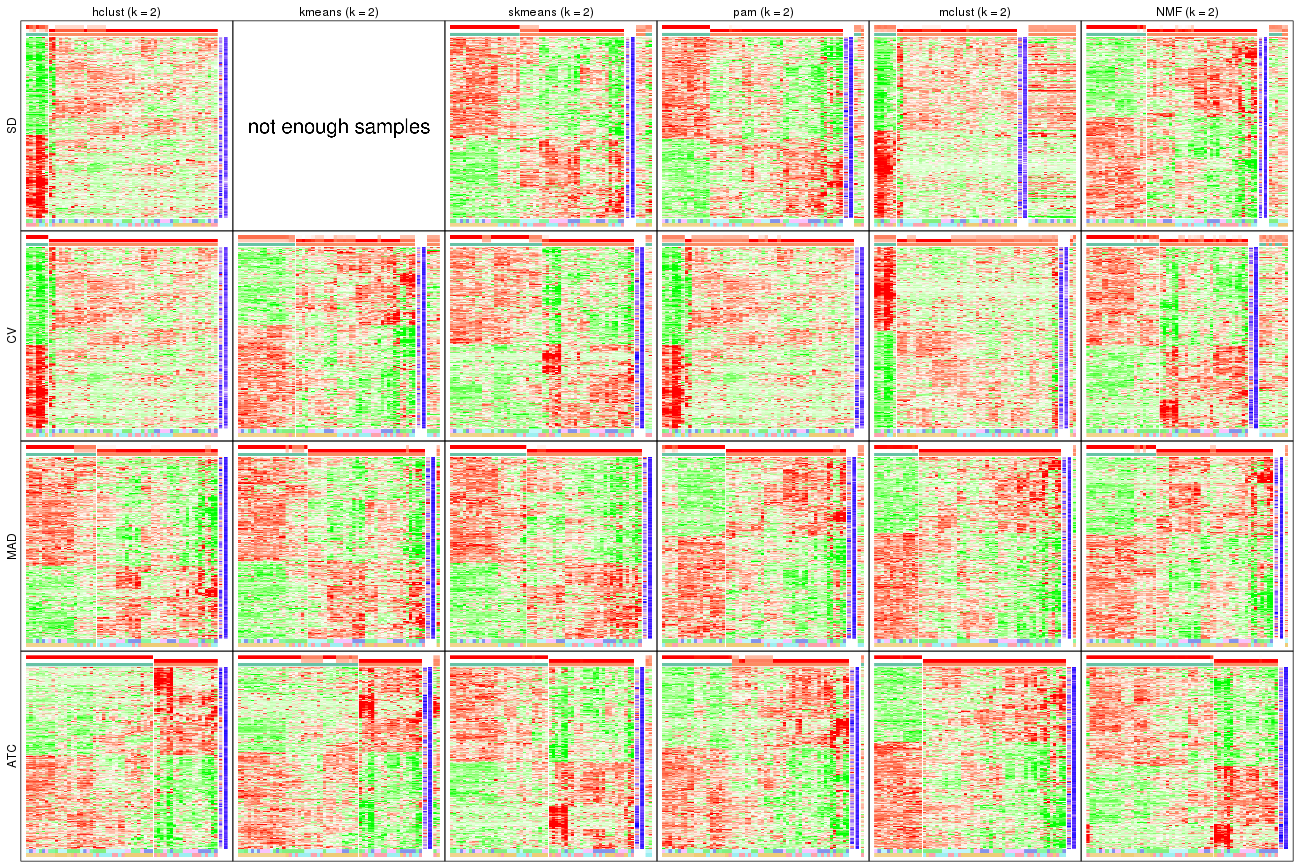 hclust (k = 2) kmeans (k = 2) skmeans (k = 2) pam (k = 2) mclust (k = 2) NMF (k = 2)
SD
not enough samples
CV
MAD
ATC